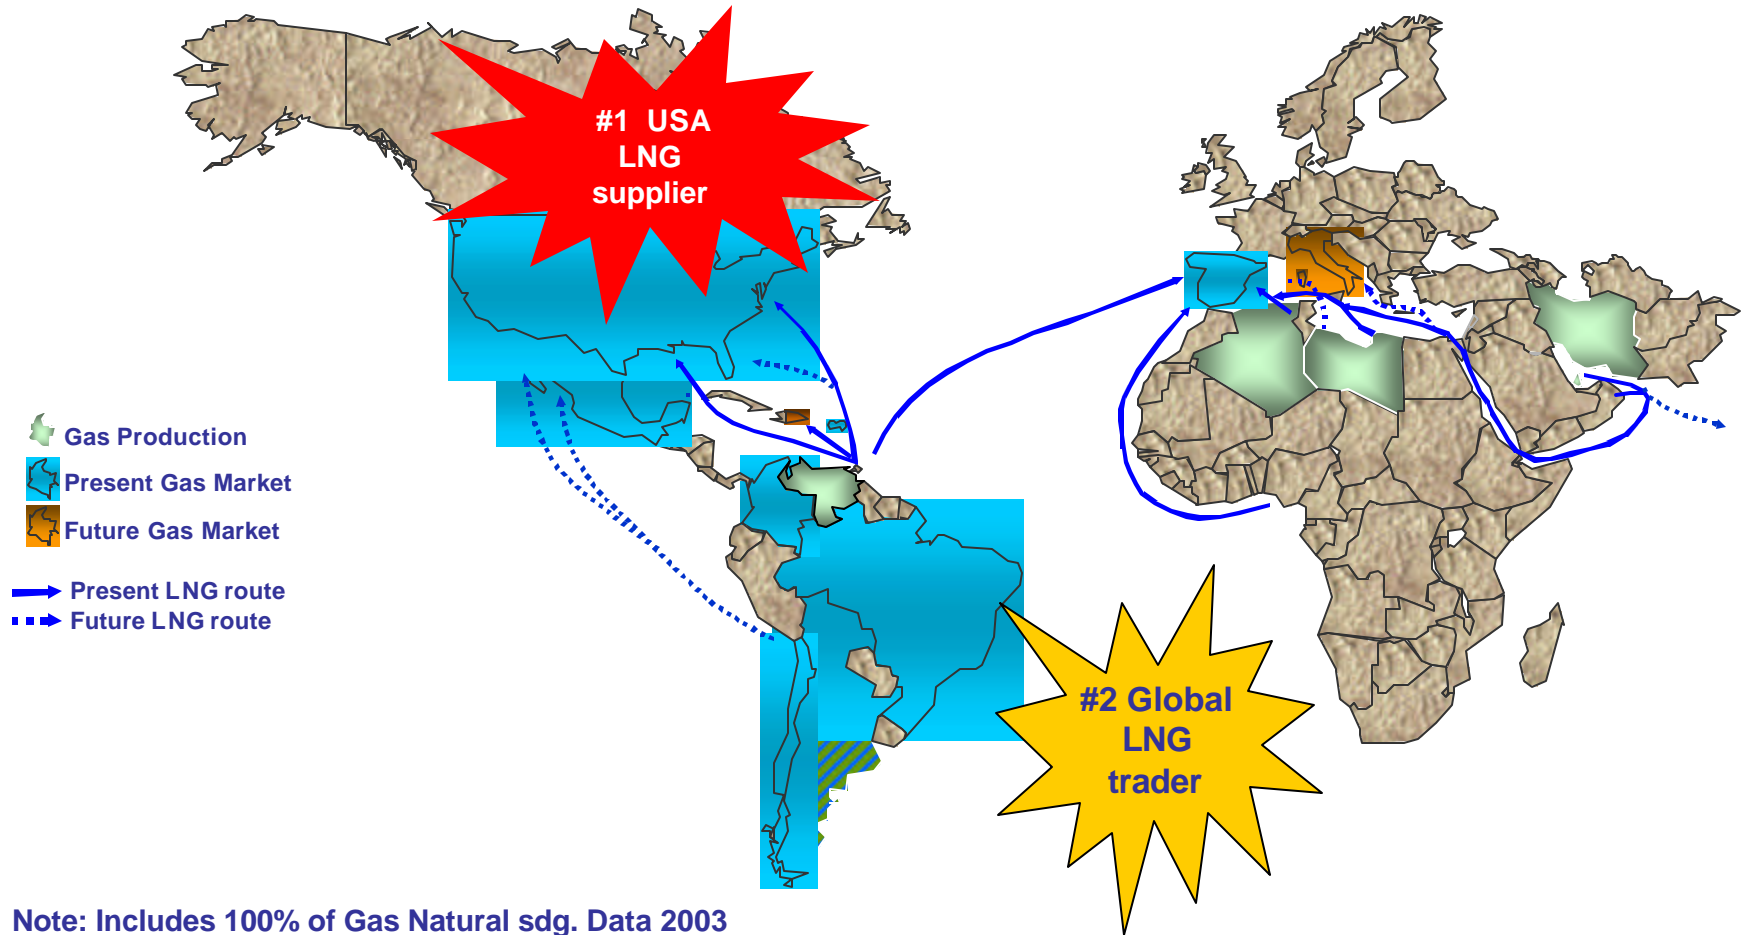 #1 USA
LNG
supplier
Gas Production
Present Gas Market
Future Gas Market
Present LNG route
Future LNG route
#2 Global
LNG
trader
Note: Includes 100% of Gas Natural sdg. Data 2003